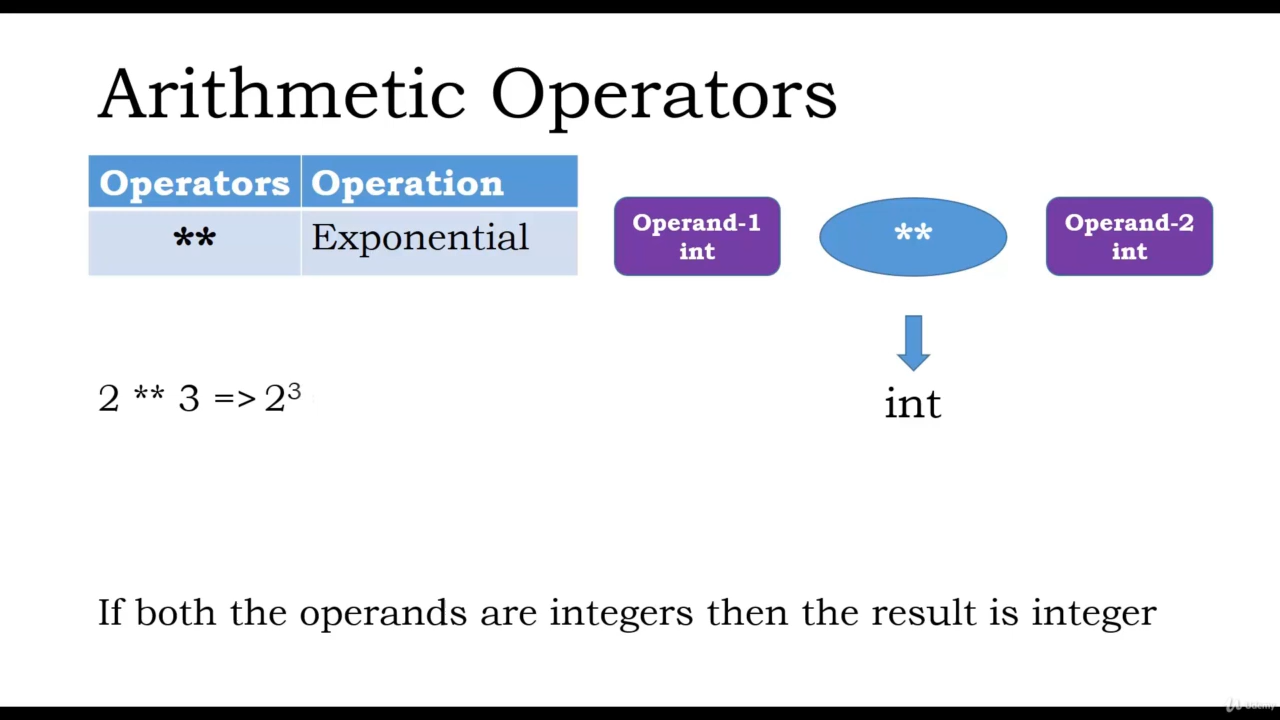 Arithmetic Operators
Operators Operation
** Exponential
Operand-1
int
**
Operand-2
int
2 ** 3 => 2³
int
If both the operands are integers then the result is integer
Udemy